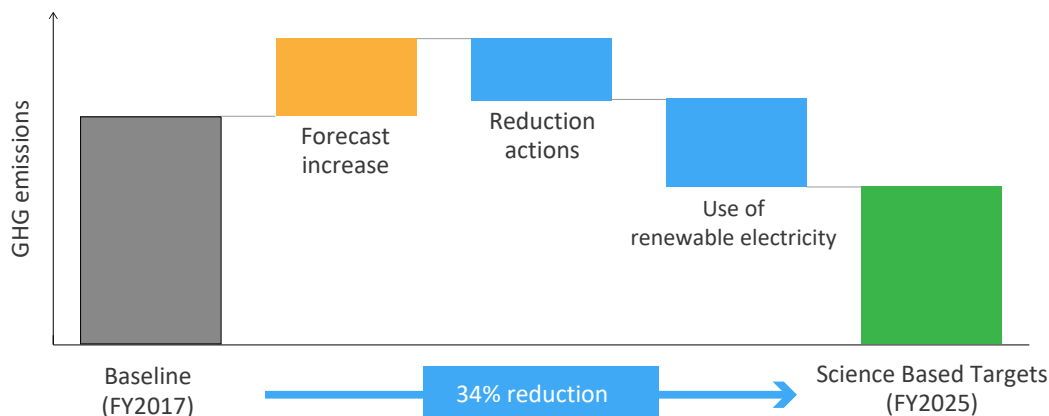 GHG emissions
Forecast
increase
Reduction
actions
Use of
renewable electricity
Baseline
(FY2017)
34% reduction
Science Based Targets
(FY2025)